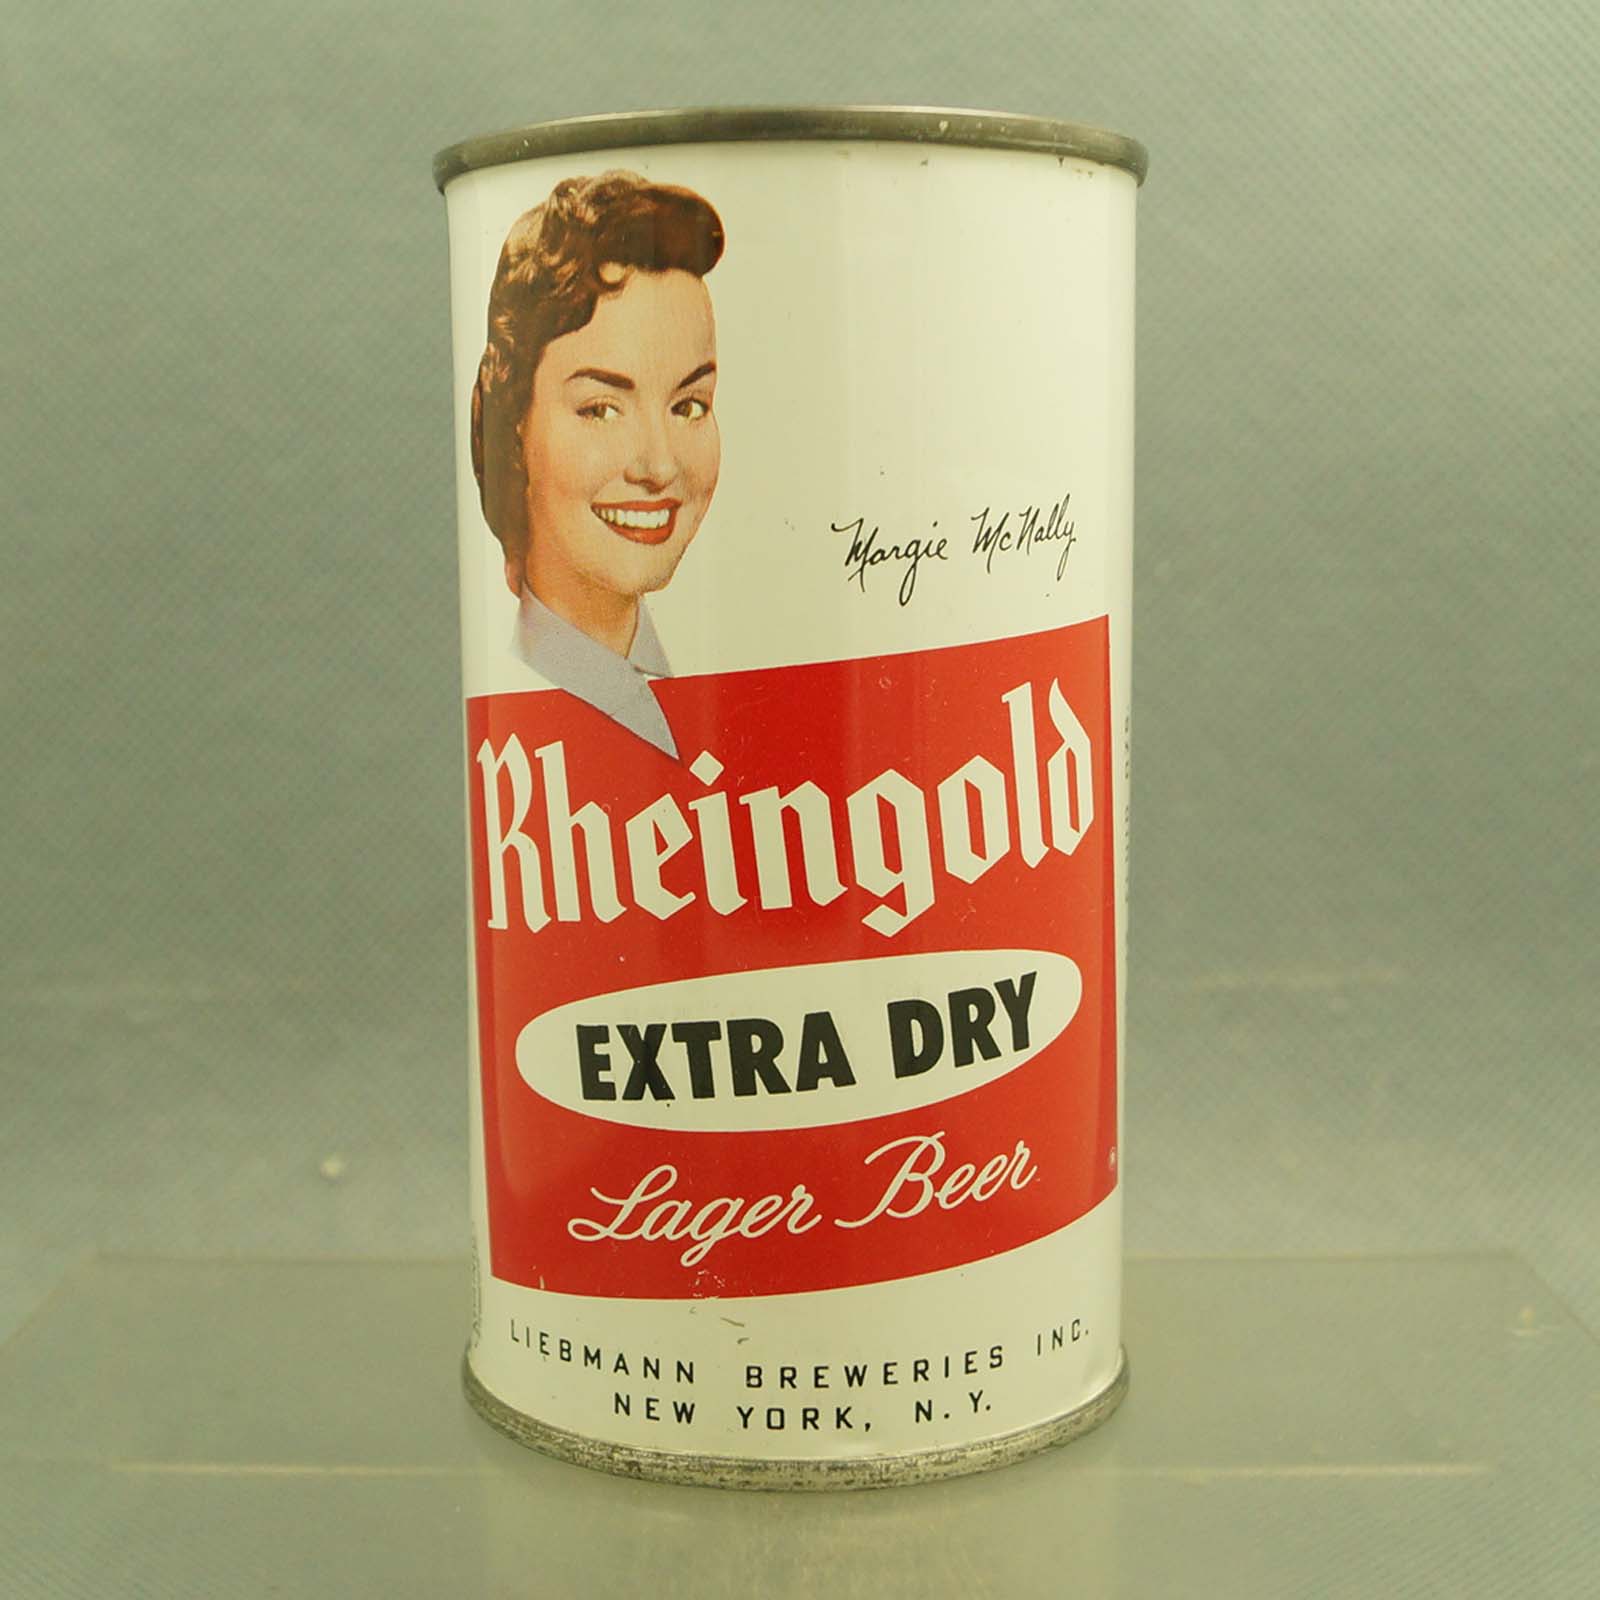 Margie McNally
Rheingold
EXTRA DRY
Lager Beer
LIEBMANN BREWERIES INC.
NEW YORK, N.Y.